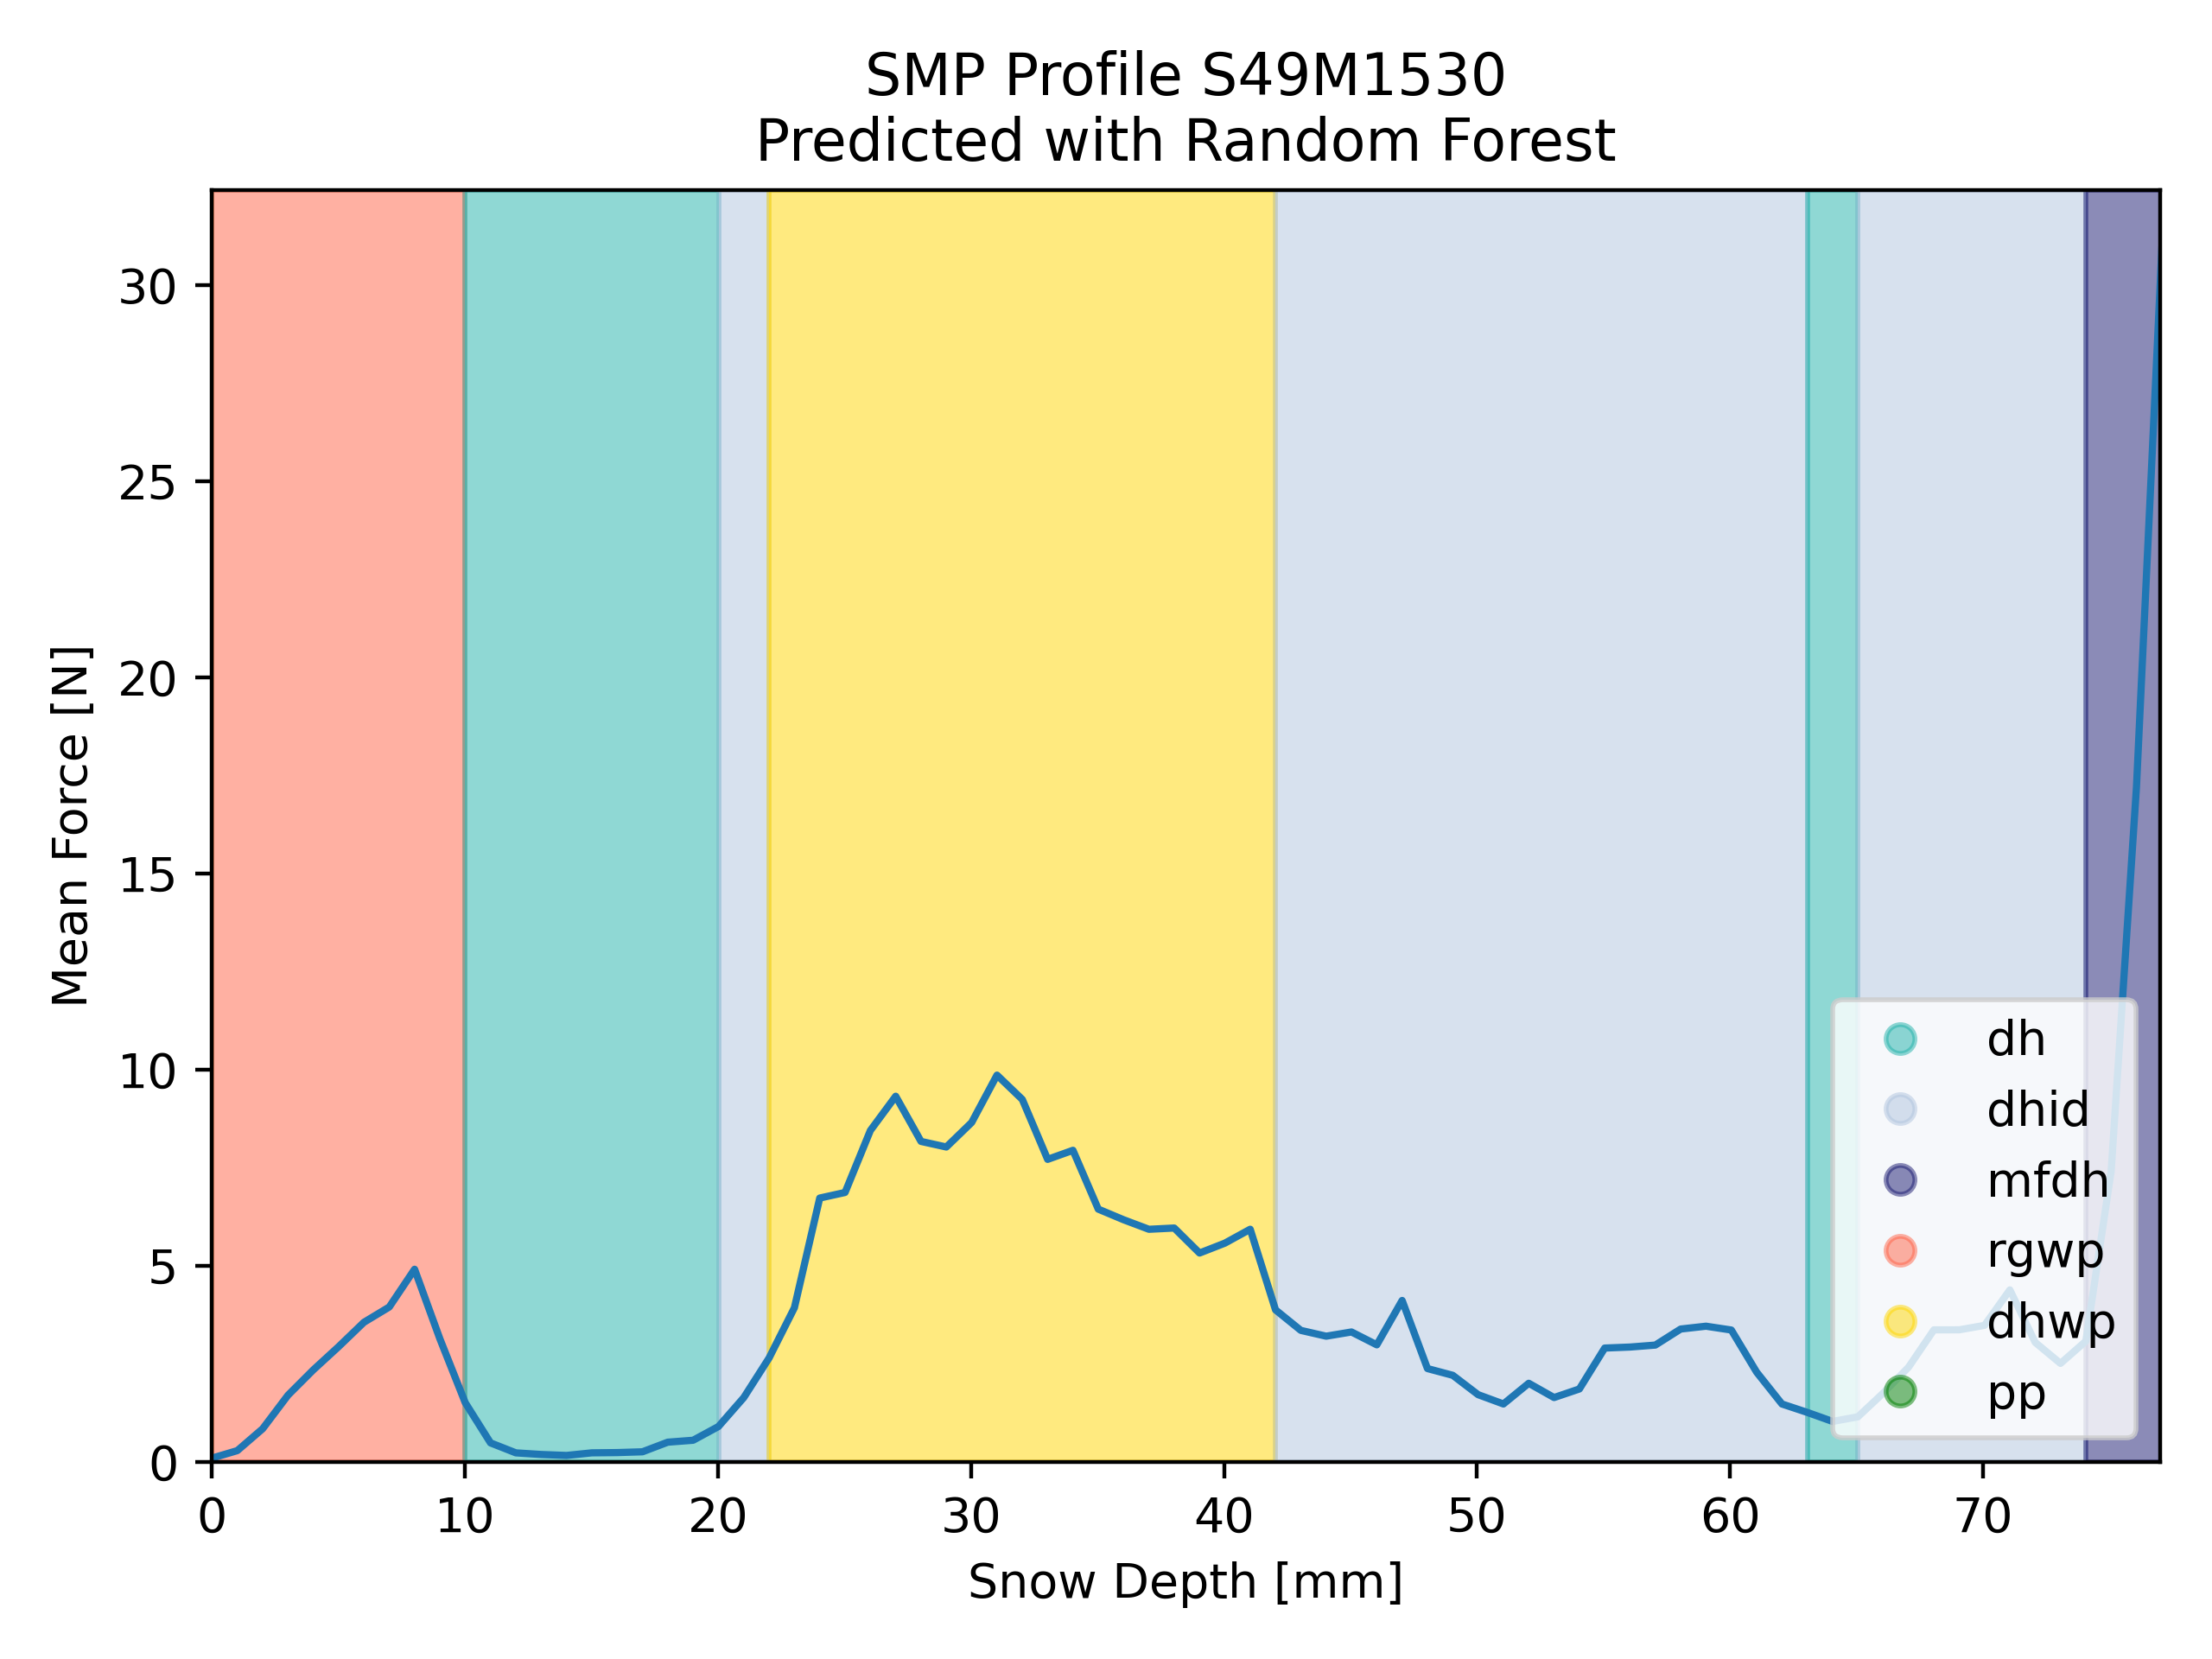 SMP Profile S49M1530
Predicted with Random Forest
Mean Force [N]
30
25
20
15
10
5
0
0 10 20 30 40 50 60 70
Snow Depth [mm]
dh
dhid
mfdh
rgwp
dhwp
pp